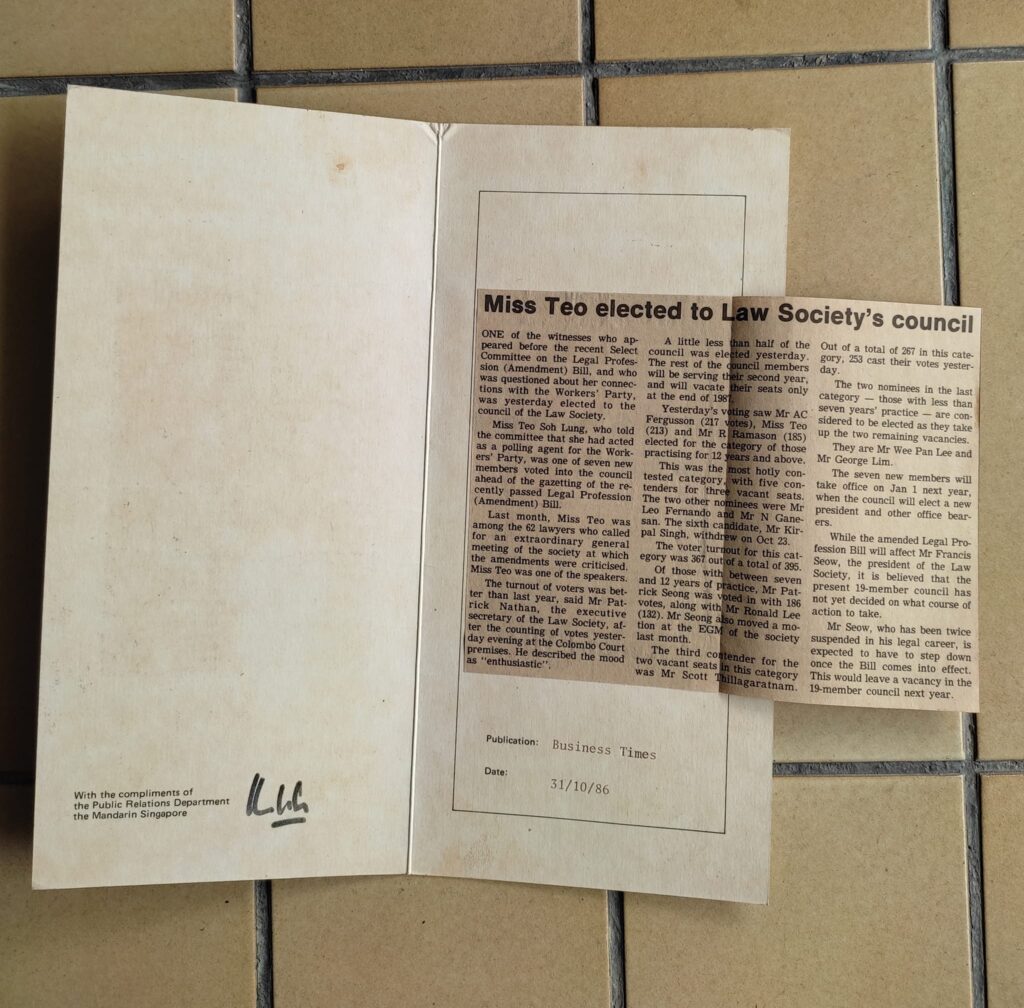 With the compliments of
the Public Relations Department
the Mandarin Singapore
Miss Teo elected to Law Society's council
ONE of the witnesses who ap-
peared before the recent Select
Committee on the Legal Profes-
sion (Amendment) Bill, and who
was questioned about her connec-
tions with the Workers' Party,
was yesterday elected to the
council of the Law Society.
Miss Teo Soh Lung, who told
the committee that she had acted
as a polling agent for the Work-
ers' Party, was one of seven new
members voted into the council
ahead of the gazetting of the re-
cently passed Legal Profession
(Amendment) Bill.
Last month, Miss Teo was
among the 62 lawyers who called
for an extraordinary general
meeting of the society at which
the amendments were criticised.
Miss Teo was one of the speakers.
The turnout of voters was bet-
ter than last year, said Mr Pat-
rick Nathan, the executive
secretary of the Law Society, af-
ter the counting of votes yester-
day evening at the Colombo Court
premises. He described the mood
as "enthusiastic".
A little less than half of the
council was elected yesterday.
The rest of the council members
will be serving their second year,
and will vacate their seats only
at the end of 1987.
Yesterday's voting saw Mr AC
Fergusson (217 votes), Miss Teo
(213) and Mr R Ramason (185)
elected for the category of those
practising for 12 years and above.
This was the most hotly con-
tested category, with five con-
tenders for three vacant seats.
The two other nominees were Mr
Leo Fernando and Mr N Gane-
san. The sixth candidate, Mr Kir-
pal Singh, withdrew on Oct 23.
The voter turnout for this cat-
egory was 367 out of a total of 395.
Of those with between seven
and 12 years of practice, Mr Pat-
rick Seong was voted in with 186
votes, along with Mr Ronald Lee
(132). Mr Seong also moved a mo-
tion at the EGM of the society
last month.
The third contender for the
two vacant seats in this category
was Mr Scott Thillagaratnam.
Out of a total of 267 in this cate-
gory, 253 cast their votes yester-
day.
The two nominees in the last
category — those with less than
seven years' practice — are con-
sidered to be elected as they take
up the two remaining vacancies.
They are Mr Wee Pan Lee and
Mr George Lim.
The seven new members will
take office on Jan 1 next year,
when the council will elect a new
president and other office bear-
ers.
While the amended Legal Pro-
fession Bill will affect Mr Francis
Seow, the president of the Law
Society, it is believed that the
present 19-member council has
not yet decided on what course of
action to take.
Mr Seow, who has been twice
suspended in his legal career, is
expected to have to step down
once the Bill comes into effect.
This would leave a vacancy in the
19-member council next year.
Publication: Business Times
Date: 31/10/86